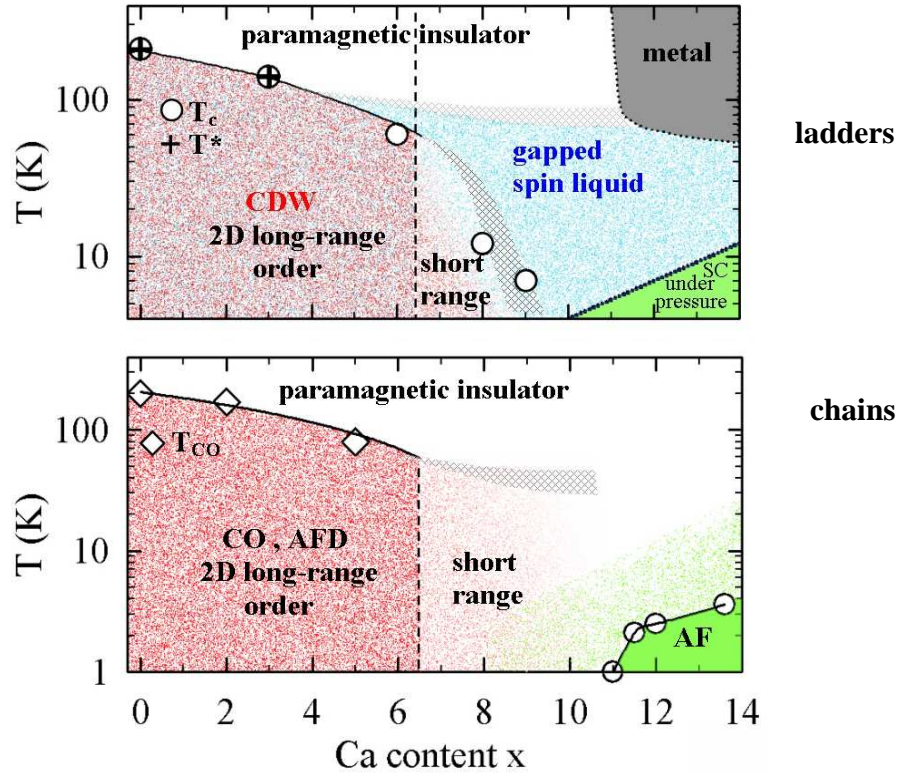 paramagnetic insulator
metal
100
T_c
T*
ladders
gapped
spin liquid
T (K)
CDW
2D long-range
order
10
short
range
SC
under
pressure
paramagnetic insulator
chains
100
T_CO
T (K)
CO , AFD
2D long-range
order
10
short
range
AF
1
0 2 4 6 8 10 12 14
Ca content x